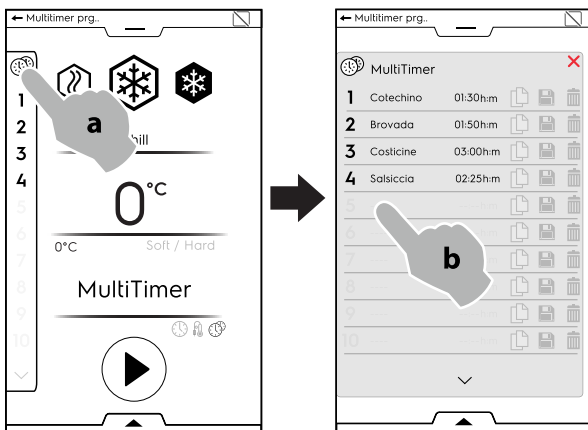 ← Multitimer prg..
1
2
3
4
5
6
7
8
9
10
a
hill
0°C
0°C Soft / Hard
MultiTimer
← Multitimer prg..
MultiTimer
1 Cotechino 01:30h:m
2 Brovada 01:50h:m
3 Costicine 03:00h:m
4 Salsiccia 02:25h:m
5
6
7
8
9
10
b